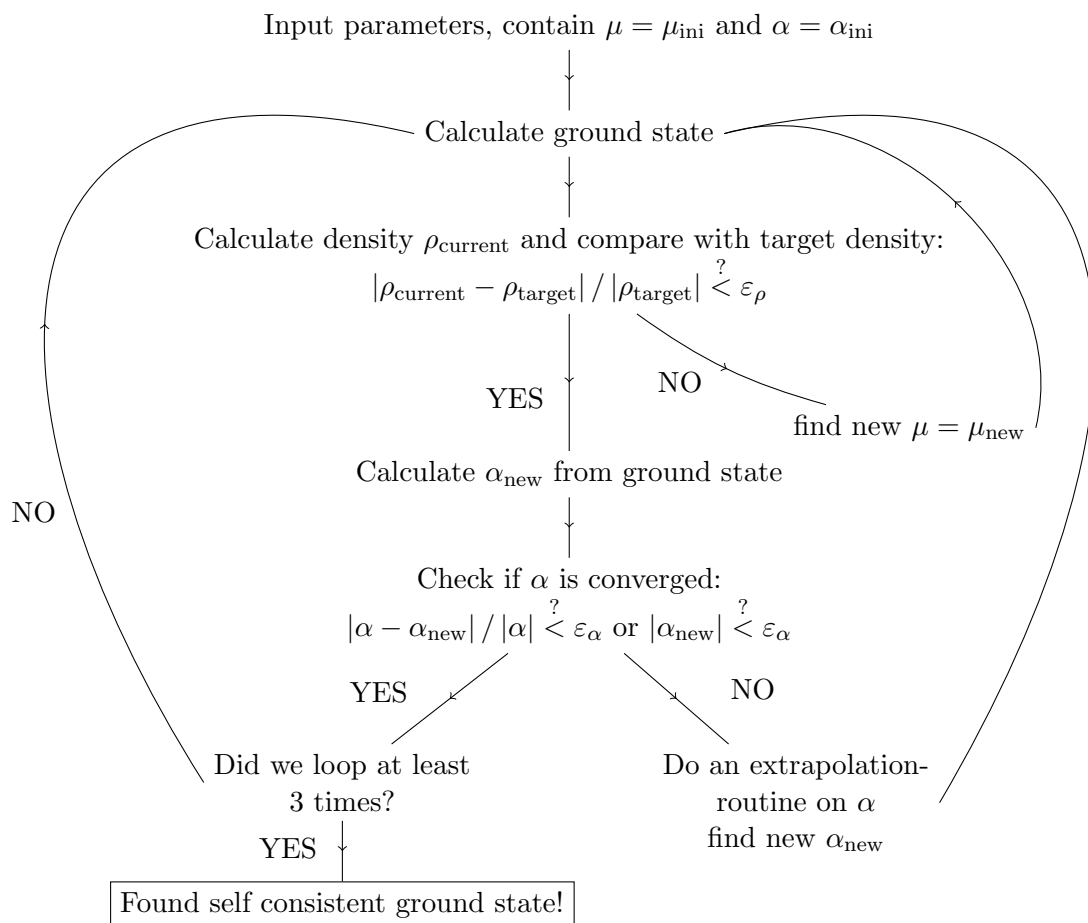 Input parameters, contain μ = μ_ini and α = α_ini
Calculate ground state
Calculate density ρ_current and compare with target density:
|ρ_current − ρ_target| / |ρ_target| <^? ε_ρ
YES
NO
find new μ = μ_new
Calculate α_new from ground state
NO
Check if α is converged:
|α − α_new| / |α| <^? ε_α or |α_new| <^? ε_α
YES
NO
Did we loop at least
3 times?
Do an extrapolation-
routine on α
find new α_new
YES
Found self consistent ground state!